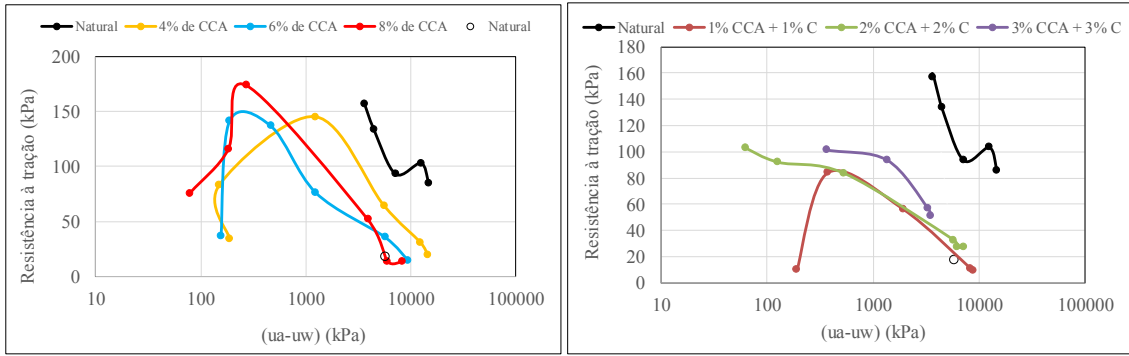 Natural 4% de CCA 6% de CCA 8% de CCA Natural
200
150
100
50
0
10 100 1000 10000 100000
Resistência à tração (kPa)
(ua-uw) (kPa)
Natural 1% CCA + 1% C 2% CCA + 2% C 3% CCA + 3% C
180
160
140
120
100
80
60
40
20
0
10 100 1000 10000 100000
Resistência à tração (kPa)
(ua-uw) (kPa)